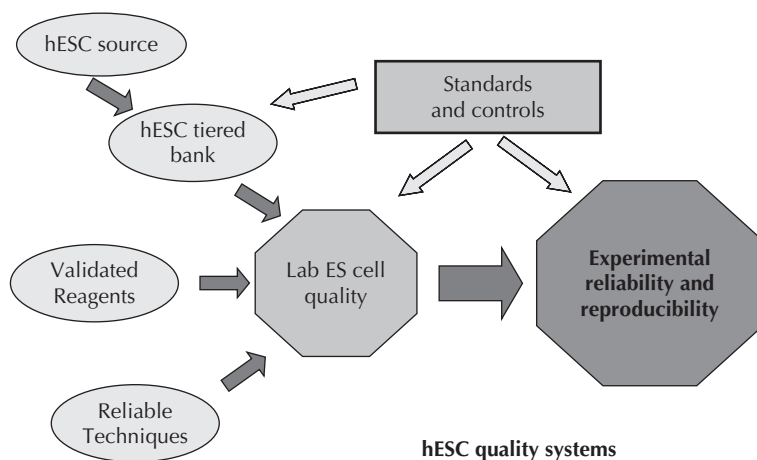 hESC source
Standards
and controls
hESC tiered
bank
Validated
Reagents
Lab ES cell
quality
Experimental
reliability and
reproducibility
Reliable
Techniques
hESC quality systems